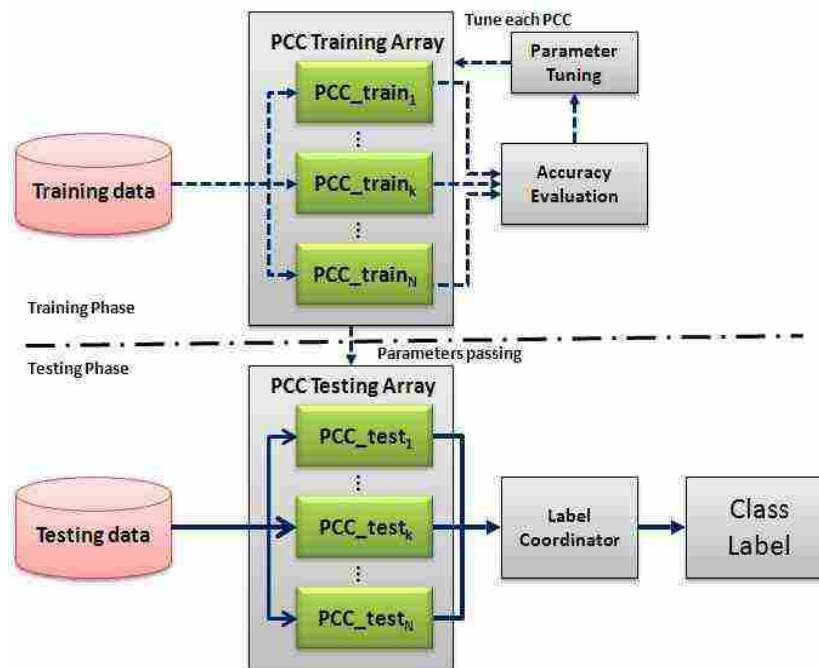 Tune each PCC
PCC Training Array
Parameter
Tuning
PCC_train1
⋮
Training data
PCC_traink
Accuracy
Evaluation
⋮
PCC_trainN
Training Phase
Parameters passing
Testing Phase
PCC Testing Array
PCC_test1
⋮
Testing data
PCC_testk
Label
Coordinator
Class
Label
⋮
PCC_testN